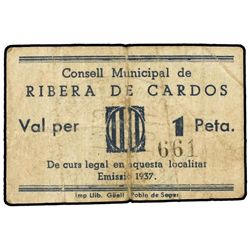 Consell Municipal de
RIBERA DE CARDOS
Val per 1 Peta.
661
De curs legal en aquesta localitat
Emissió 1937.
Imp Llib. Güell Pobla de Segur